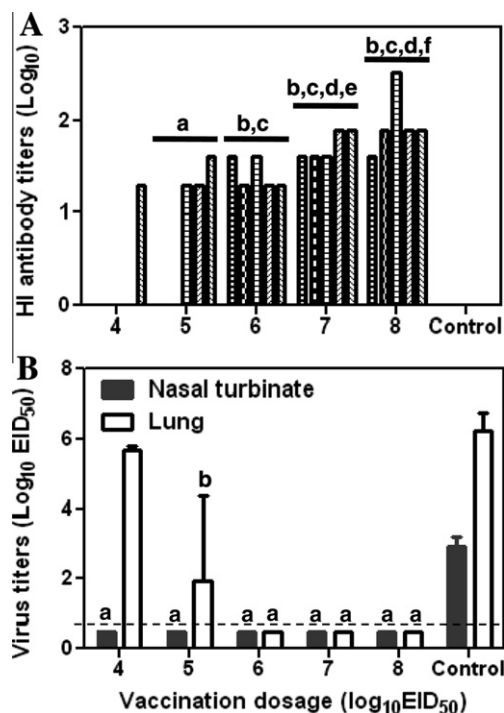 A
HI antibody titers (Log10)
3
2
1
0
a
b,c
b,c,d,e
b,c,d,f
4 5 6 7 8 Control
B
Virus titers (Log10 EID50)
8
6
4
2
0
Nasal turbinate
Lung
b
a a a a a a a a
4 5 6 7 8 Control
Vaccination dosage (log10EID50)